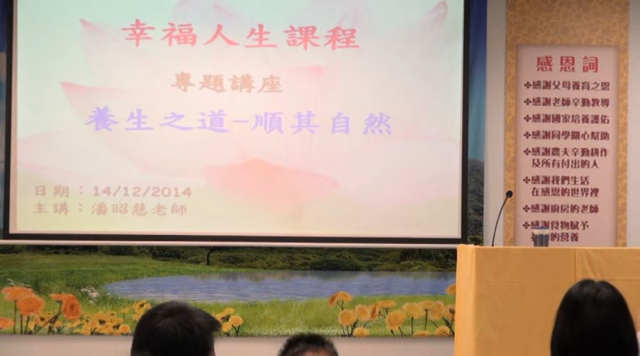 幸福人生課程
專題講座
養生之道-順其自然
日期：14/12/2014
主講：潘昭慈老師
感恩詞
❖感謝父母養育之恩
❖感謝老師辛勤教導
❖感謝國家培養護佑
❖感謝同學關心幫助
❖感謝農夫辛勤耕作
及所有付出的人
❖感謝我們生活
在感恩的世界裡
❖感謝廚房的老師
❖感謝食物賦予
的營養